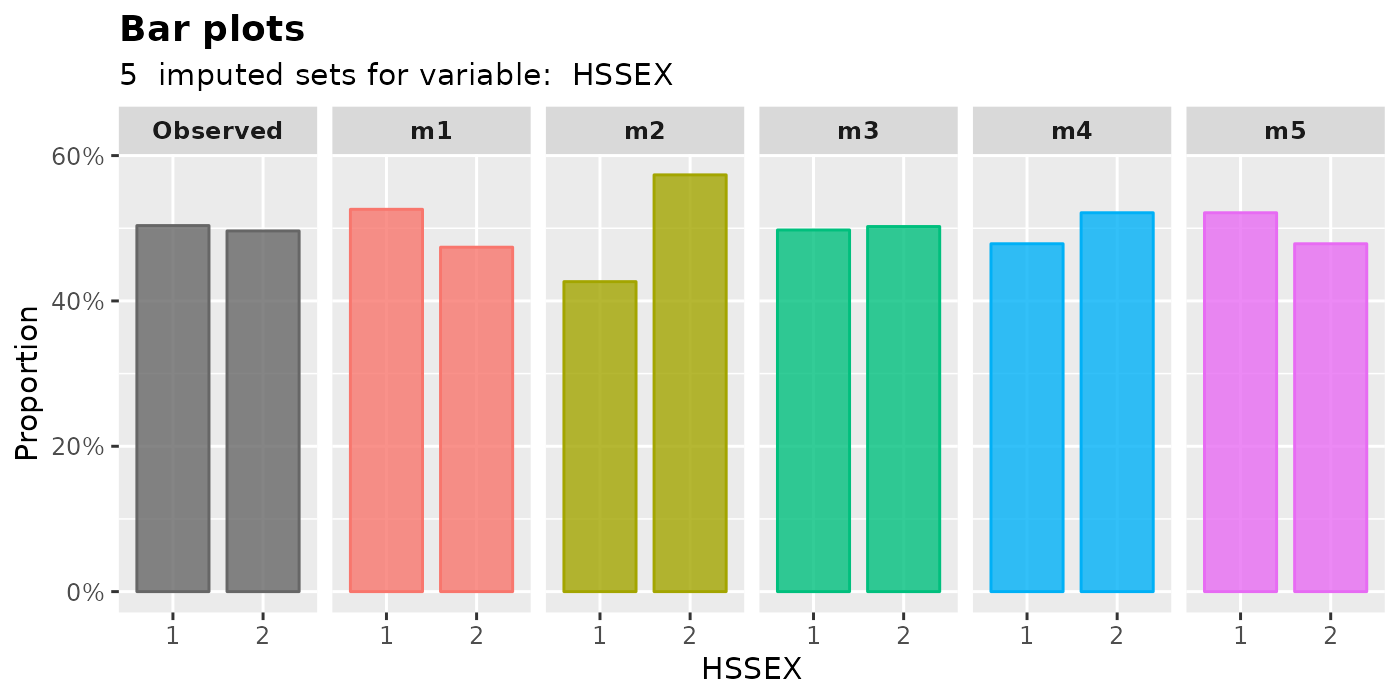 Bar plots
5  imputed sets for variable:  HSSEX
Observed m1 m2 m3 m4 m5
60%
40%
20%
0%
Proportion
1 2 1 2 1 2 1 2 1 2 1 2
HSSEX